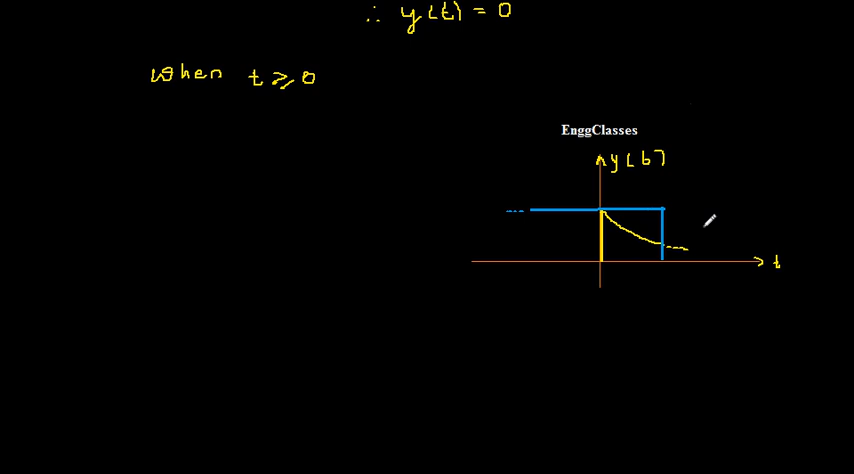 ∴ y(t) = 0
When t ≥ 0
EnggClasses
y(t)
t